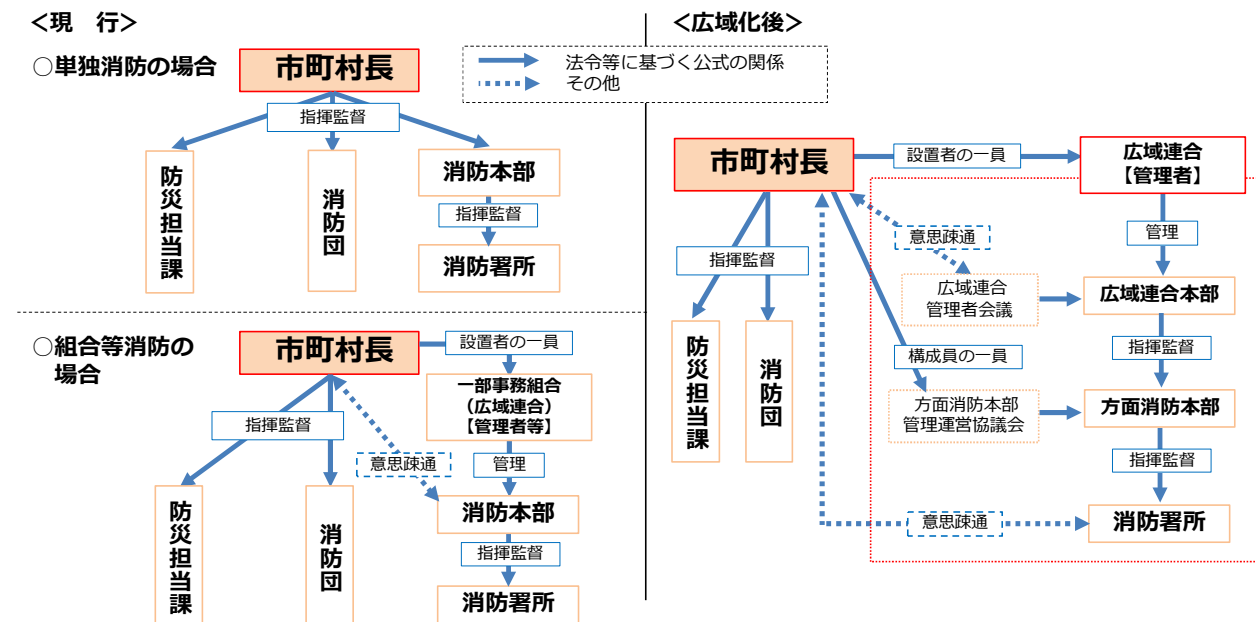 ＜現　行＞
○単独消防の場合
市町村長
指揮監督
防災担当課
消防団
消防本部
指揮監督
消防署所
○組合等消防の
場合
市町村長
設置者の一員
一部事務組合
（広域連合）
【管理者等】
指揮監督
意思疎通
管理
防災担当課
消防団
消防本部
指揮監督
消防署所
法令等に基づく公式の関係
その他
＜広域化後＞
市町村長
設置者の一員
広域連合
【管理者】
意思疎通
管理
指揮監督
広域連合
管理者会議
広域連合本部
防災担当課
消防団
構成員の一員
指揮監督
方面消防本部
管理運営協議会
方面消防本部
指揮監督
意思疎通
消防署所